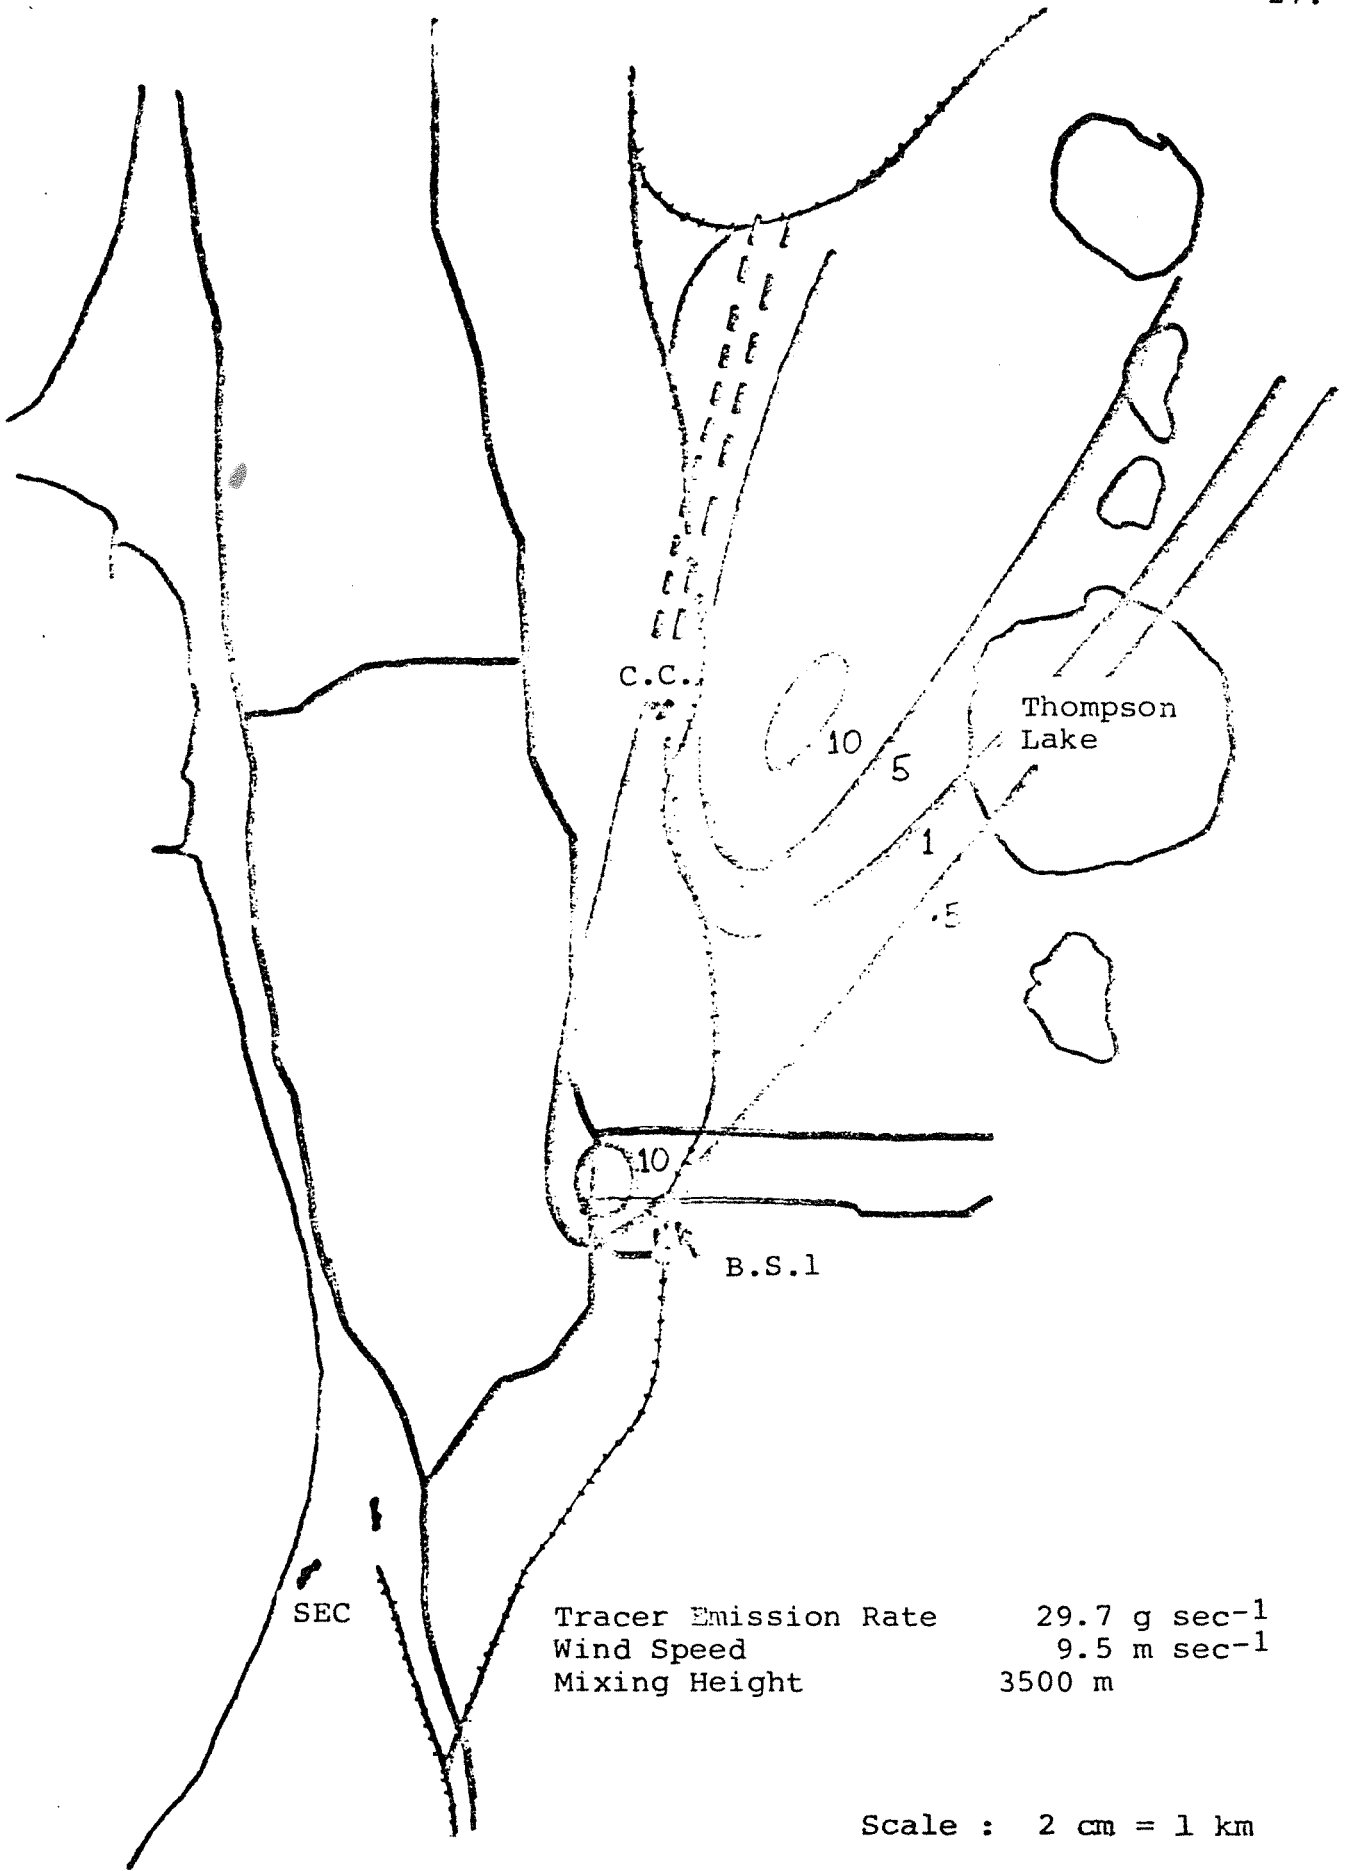 C.C.
Thompson
Lake
10
5
1
.5
10
B.S.1
SEC
Tracer Emission Rate 29.7 g sec-1
Wind Speed 9.5 m sec-1
Mixing Height 3500 m
Scale : 2 cm = 1 km